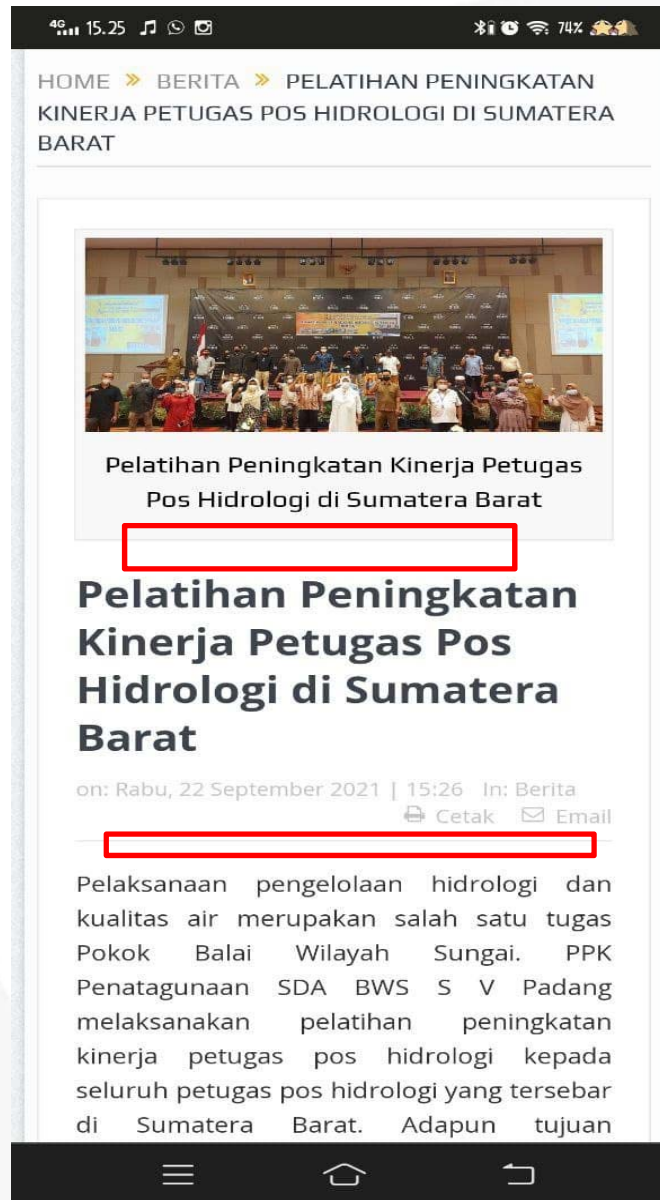 4G 15.25 74%
HOME » BERITA » PELATIHAN PENINGKATAN
KINERJA PETUGAS POS HIDROLOGI DI SUMATERA
BARAT
Pelatihan Peningkatan Kinerja Petugas
Pos Hidrologi di Sumatera Barat
Pelatihan Peningkatan
Kinerja Petugas Pos
Hidrologi di Sumatera
Barat
on: Rabu, 22 September 2021 | 15:26 In: Berita
Cetak Email
Pelaksanaan pengelolaan hidrologi dan
kualitas air merupakan salah satu tugas
Pokok Balai Wilayah Sungai. PPK
Penatagunaan SDA BWS S V Padang
melaksanakan pelatihan peningkatan
kinerja petugas pos hidrologi kepada
seluruh petugas pos hidrologi yang tersebar
di Sumatera Barat. Adapun tujuan